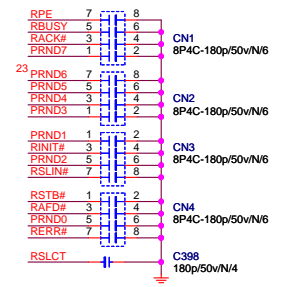 RPE 7 8
RBUSY 5 6
RACK# 3 4 CN1
PRND7 1 2 8P4C-180p/50v/N/6
23
PRND6 7 8
PRND5 5 6
PRND4 3 4 CN2
PRND3 1 2 8P4C-180p/50v/N/6
PRND1 1 2
RINIT# 3 4 CN3
PRND2 5 6 8P4C-180p/50v/N/6
RSLIN# 7 8
RSTB# 1 2
RAFD# 3 4 CN4
PRND0 5 6 8P4C-180p/50v/N/6
RERR# 7 8
RSLCT C398
180p/50v/N/4